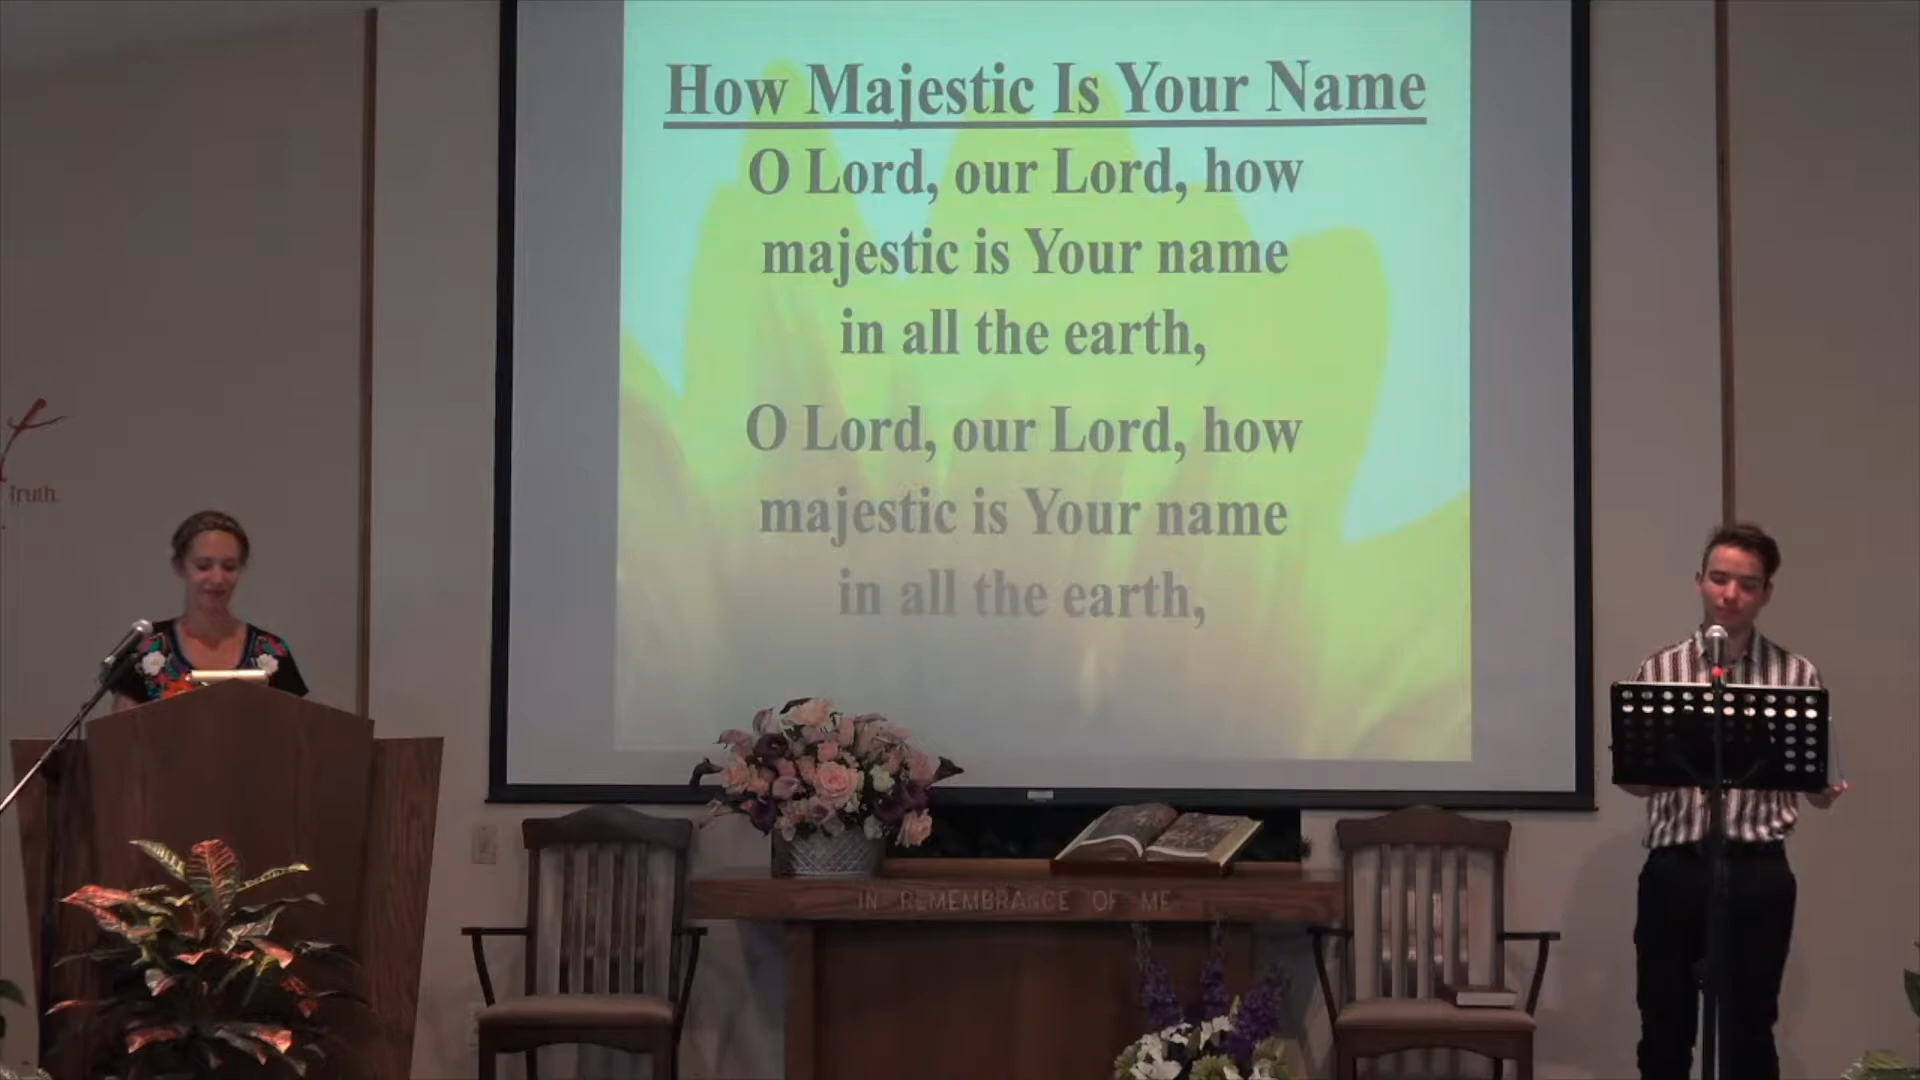 How Majestic Is Your Name
O Lord, our Lord, how
majestic is Your name
in all the earth,
O Lord, our Lord, how
majestic is Your name
in all the earth,
Truth.
IN REMEMBRANCE OF ME